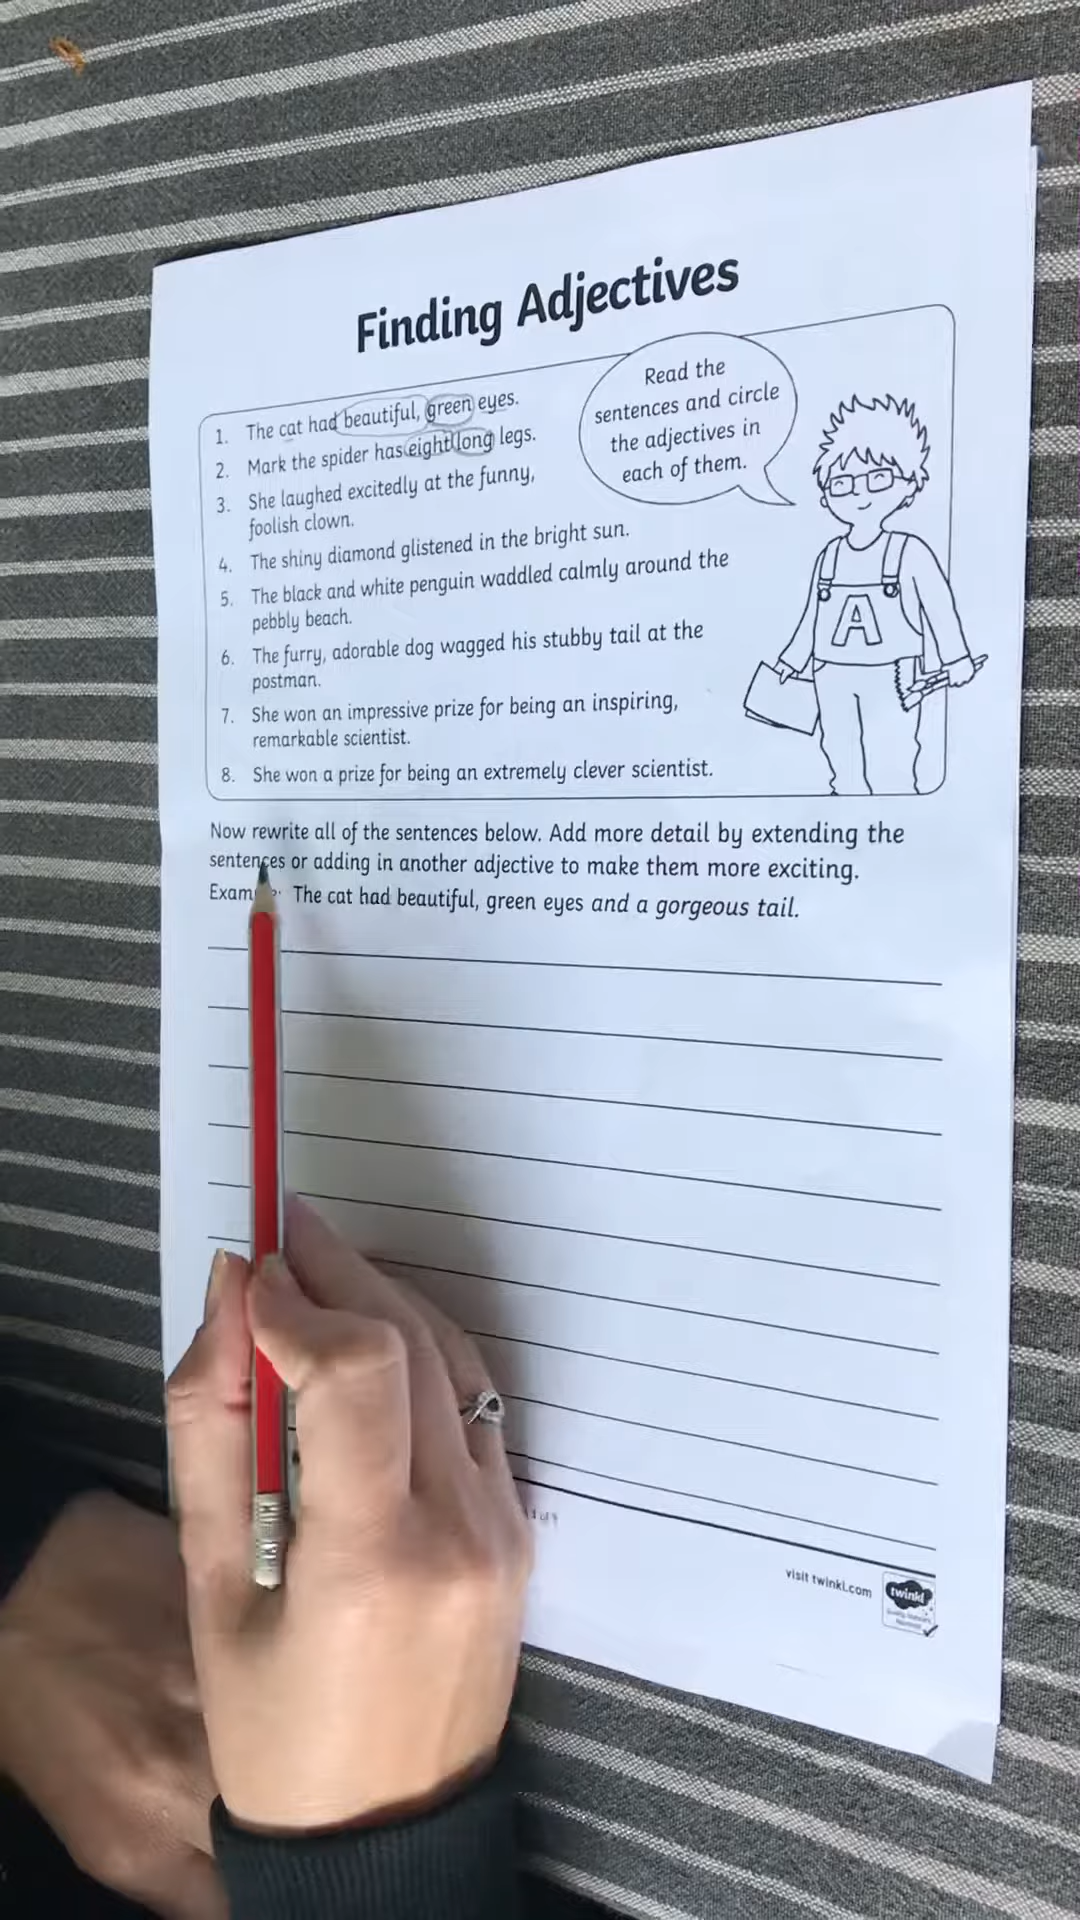 Finding Adjectives
1. The cat had beautiful, green eyes.
2. Mark the spider has eight long legs.
3. She laughed excitedly at the funny,
foolish clown.
4. The shiny diamond glistened in the bright sun.
5. The black and white penguin waddled calmly around the
pebbly beach.
6. The furry, adorable dog wagged his stubby tail at the
postman.
7. She won an impressive prize for being an inspiring,
remarkable scientist.
8. She won a prize for being an extremely clever scientist.
Read the
sentences and circle
the adjectives in
each of them.
A
Now rewrite all of the sentences below. Add more detail by extending the
sentences or adding in another adjective to make them more exciting.
The cat had beautiful, green eyes and a gorgeous tail.
visit twinkl.com
twinkl